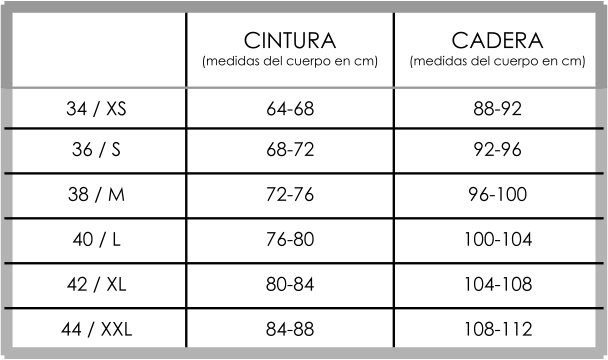 CINTURA CADERA
(medidas del cuerpo en cm) (medidas del cuerpo en cm)
34 / XS 64-68 88-92
36 / S 68-72 92-96
38 / M 72-76 96-100
40 / L 76-80 100-104
42 / XL 80-84 104-108
44 / XXL 84-88 108-112